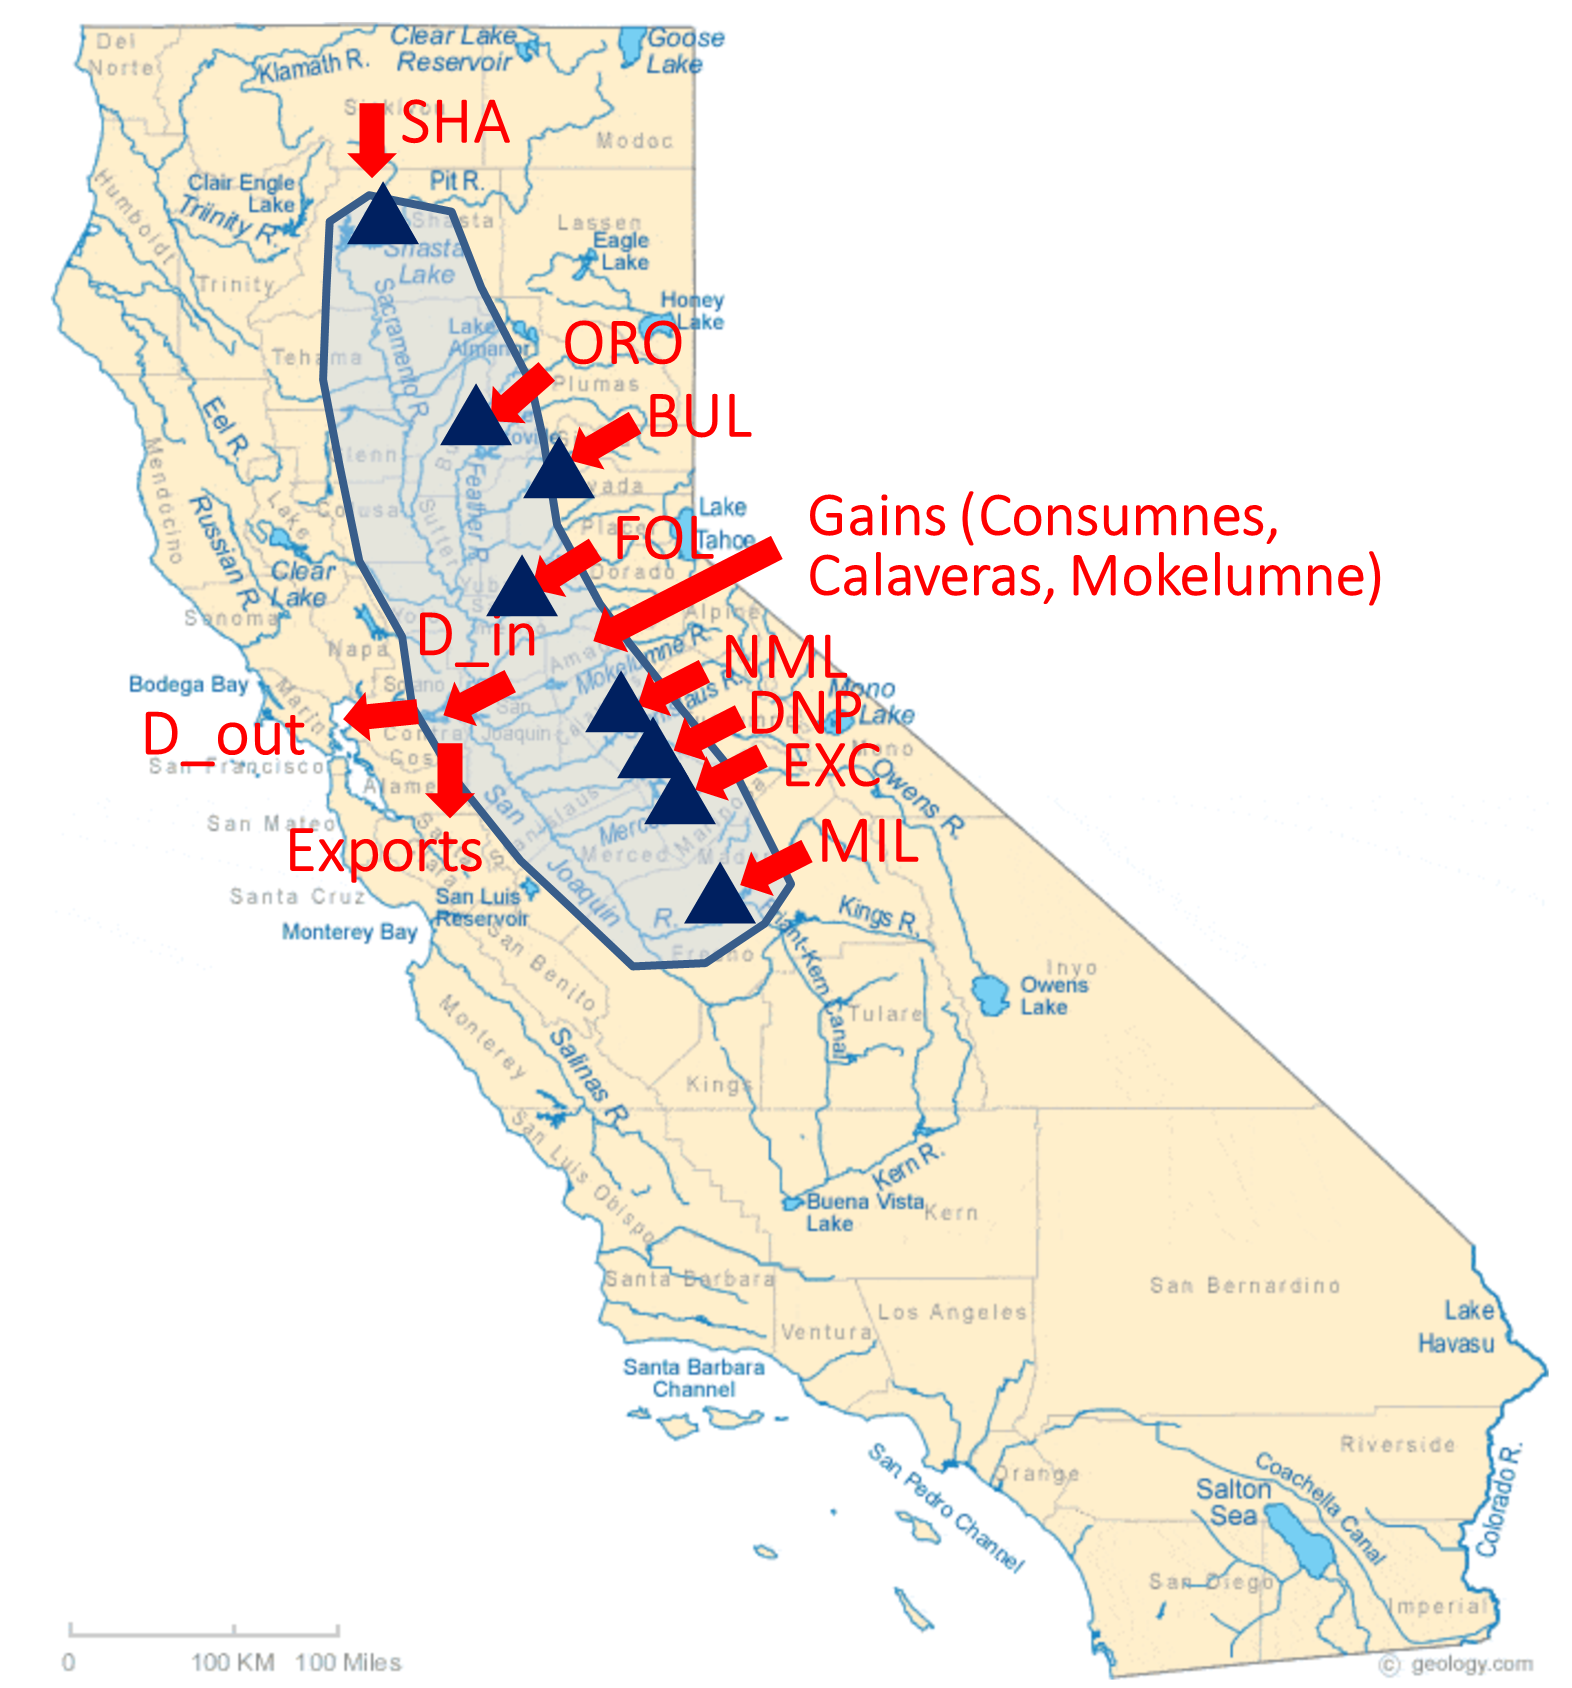 Del
Norte
Klamath R.
Clear Lake
Reservoir
Goose
Lake
SHA
Modoc
Clair Engle
Lake
Triinity R.
Humboldt
Pit R.
Shasta
Shasta
Lake
Lassen
Eagle
Lake
Trinity
Honey
Lake
Sacramento R.
Lake
Almanor
Tehama
ORO
Plumas
BUL
Eel R.
Glenn
Feather R.
Mendocino
Lake
Colusa
Sutter
Lake
Tahoe
Gains (Consumnes,
Calaveras, Mokelumne)
FOL
Russian R.
Clear
Lake
Dorado
Alpine
Sonoma
Napa
D_in
Mokelumne R.
NML
Bodega Bay
Marin
Solano
San
Joaquin
Mono
Lake
DNP
Mono
D_out
Contra
Cos
San Francisco
Alame
EXC
Owens R.
San Mateo
Exports
San
Joaquin
R.
Merced
Mariposa
MIL
Santa Cruz
San Luis
Reservoir
Monterey Bay
San Benito
Kings R.
Friant-Kern Canal
Inyo
Owens
Lake
Tulare
Monterey
Salinas R.
Kings
San Luis Obispo
Kern R.
Buena Vista
Lake
Kern
Santa Barbara
Ventura
Los Angeles
San Bernardino
Lake
Havasu
Santa Barbara
Channel
San Pedro Channel
Orange
Riverside
Salton
Sea
Coachella Canal
Colorado R.
San Diego
Imperial
0
100 KM
100 Miles
© geology.com